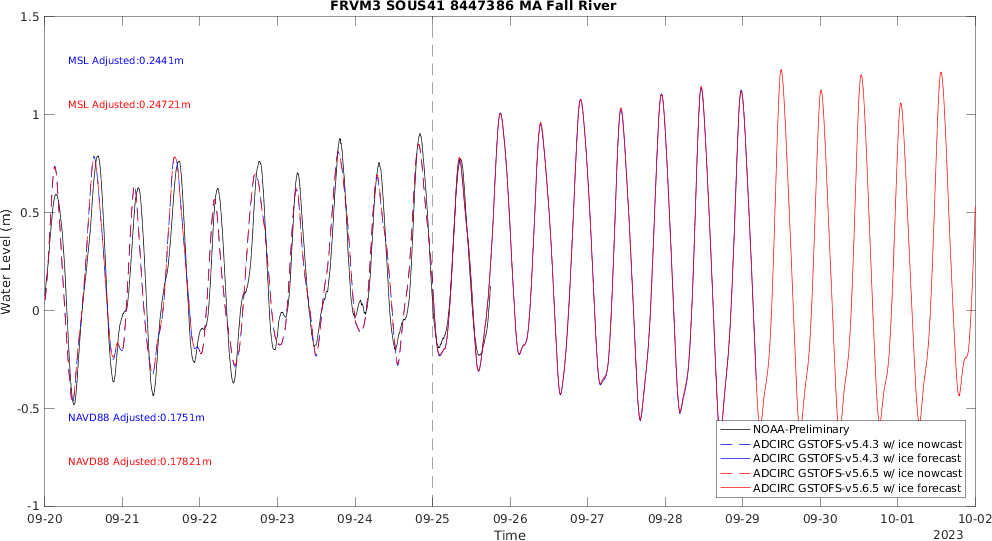 FRVM3 SOUS41 8447386 MA Fall River
1.5
MSL Adjusted:0.2441m
MSL Adjusted:0.24721m
1
0.5
Water Level (m)
0
-0.5
NAVD88 Adjusted:0.1751m
NAVD88 Adjusted:0.17821m
-1
NOAA-Preliminary
ADCIRC GSTOFS-v5.4.3 w/ ice nowcast
ADCIRC GSTOFS-v5.4.3 w/ ice forecast
ADCIRC GSTOFS-v5.6.5 w/ ice nowcast
ADCIRC GSTOFS-v5.6.5 w/ ice forecast
09-20 09-21 09-22 09-23 09-24 09-25 09-26 09-27 09-28 09-29 09-30 10-01 10-02
Time
2023